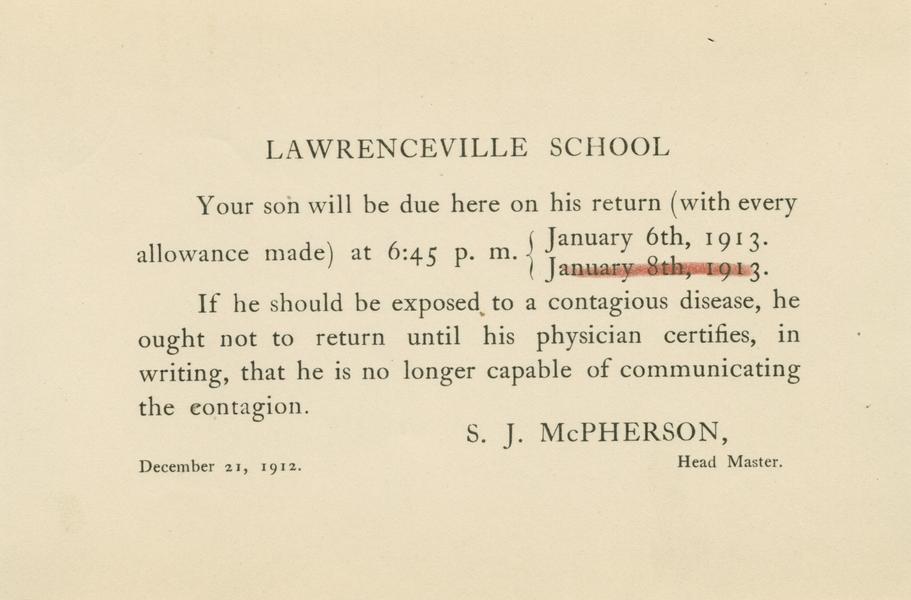 LAWRENCEVILLE SCHOOL
Your son will be due here on his return (with every
allowance made) at 6:45 p. m. { January 6th, 1913.
January 8th, 1913.
If he should be exposed to a contagious disease, he
ought not to return until his physician certifies, in
writing, that he is no longer capable of communicating
the contagion.
S. J. McPHERSON,
Head Master.
December 21, 1912.